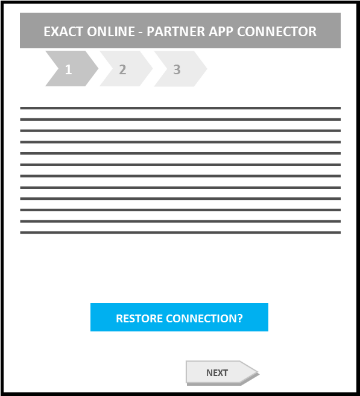 EXACT ONLINE - PARTNER APP CONNECTOR
1 2 3
RESTORE CONNECTION?
NEXT